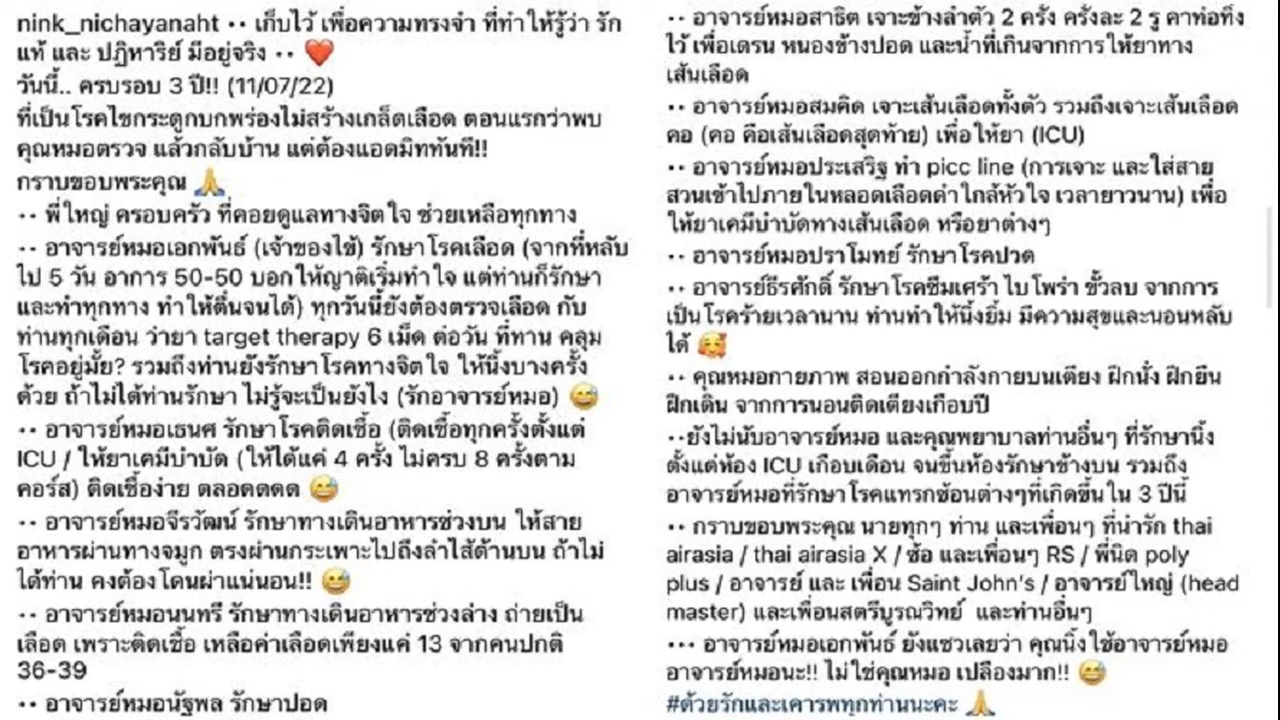 nink_nichayanaht •• เก็บไว้ เพื่อความทรงจำ ที่ทำให้รู้ว่า รัก
แท้ และ ปฏิหาริย์ มีอยู่จริง •• ❤️
วันนี้.. ครบรอบ 3 ปี!! (11/07/22)
ที่เป็นโรคไขกระดูกบกพร่องไม่สร้างเกล็ดเลือด ตอนแรกว่าพบ
คุณหมอตรวจ แล้วกลับบ้าน แต่ต้องแอดมิททันที!!
กราบขอบพระคุณ 🙏
•• พี่ใหญ่ ครอบครัว ที่คอยดูแลทางจิตใจ ช่วยเหลือทุกทาง
•• อาจารย์หมอเอกพันธ์ (เจ้าของไข้) รักษาโรคเลือด (จากที่หลับ
ไป 5 วัน อาการ 50-50 บอกให้ญาติเริ่มทำใจ แต่ท่านก็รักษา
และทำทุกทาง ทำให้ตื่นจนได้) ทุกวันนี้ยังต้องตรวจเลือด กับ
ท่านทุกเดือน ว่ายา target therapy 6 เม็ด ต่อวัน ที่ทาน คลุม
โรคอยู่มั้ย? รวมถึงท่านยังรักษาโรคทางจิตใจ ให้นิ้งบางครั้ง
ด้วย ถ้าไม่ได้ท่านรักษา ไม่รู้จะเป็นยังไง (รักอาจารย์หมอ) 😅
•• อาจารย์หมอเธนศ รักษาโรคติดเชื้อ (ติดเชื้อทุกครั้งตั้งแต่
ICU / ให้ยาเคมีบำบัด (ให้ได้แค่ 4 ครั้ง ไม่ครบ 8 ครั้งตาม
คอร์ส) ติดเชื้อง่าย ตลอดดดด 😅
•• อาจารย์หมอจีรวัฒน์ รักษาทางเดินอาหารช่วงบน ให้สาย
อาหารผ่านทางจมูก ตรงผ่านกระเพาะไปถึงลำไส้ด้านบน ถ้าไม่
ได้ท่าน คงต้องโดนผ่าแน่นอน!! 😅
•• อาจารย์หมอนนทรี รักษาทางเดินอาหารช่วงล่าง ถ่ายเป็น
เลือด เพราะติดเชื้อ เหลือค่าเลือดเพียงแค่ 13 จากคนปกติ
36-39
•• อาจารย์หมอนัฐพล รักษาปอด
•• อาจารย์หมอสาธิต เจาะข้างลำตัว 2 ครั้ง ครั้งละ 2 รู คาท่อทิ้ง
ไว้ เพื่อเดรน หนองข้างปอด และน้ำที่เกินจากการให้ยาทาง
เส้นเลือด
•• อาจารย์หมอสมคิด เจาะเส้นเลือดทั้งตัว รวมถึงเจาะเส้นเลือด
คอ (คอ คือเส้นเลือดสุดท้าย) เพื่อให้ยา (ICU)
•• อาจารย์หมอประเสริฐ ทำ picc line (การเจาะ และใส่สาย
สวนเข้าไปภายในหลอดเลือดดำใกล้หัวใจ เวลายาวนาน) เพื่อ
ให้ยาเคมีบำบัดทางเส้นเลือด หรือยาต่างๆ
•• อาจารย์หมอปราโมทย์ รักษาโรคปวด
•• อาจารย์ธีรศักดิ์ รักษาโรคซึมเศร้า ไบโพร่า ขั้วลบ จากการ
เป็นโรคร้ายเวลานาน ท่านทำให้นิ้งยิ้ม มีความสุขและนอนหลับ
ได้ 🥰
•• คุณหมอกายภาพ สอนออกกำลังกายบนเตียง ฝึกนั่ง ฝึกยืน
ฝึกเดิน จากการนอนติดเตียงเกือบปี
••ยังไม่นับอาจารย์หมอ และคุณพยาบาลท่านอื่นๆ ที่รักษานิ้ง
ตั้งแต่ห้อง ICU เกือบเดือน จนขึ้นห้องรักษาข้างบน รวมถึง
อาจารย์หมอที่รักษาโรคแทรกซ้อนต่างๆที่เกิดขึ้นใน 3 ปีนี้
•• กราบขอบพระคุณ นายทุกๆ ท่าน และเพื่อนๆ ที่น่ารัก thai
airasia / thai airasia X / ซ้อ และเพื่อนๆ RS / พี่นิด poly
plus / อาจารย์ และ เพื่อน Saint John's / อาจารย์ใหญ่ (head
master) และเพื่อนสตรีบูรณวิทย์ และท่านอื่นๆ
••• อาจารย์หมอเอกพันธ์ ยังแซวเลยว่า คุณนิ้งใช้อาจารย์หมอ
อาจารย์หมอนะ!! ไม่ใช่คุณหมอ เปลืองมาก!! 😅
#ด้วยรักและเคารพทุกท่านนะคะ 🙏